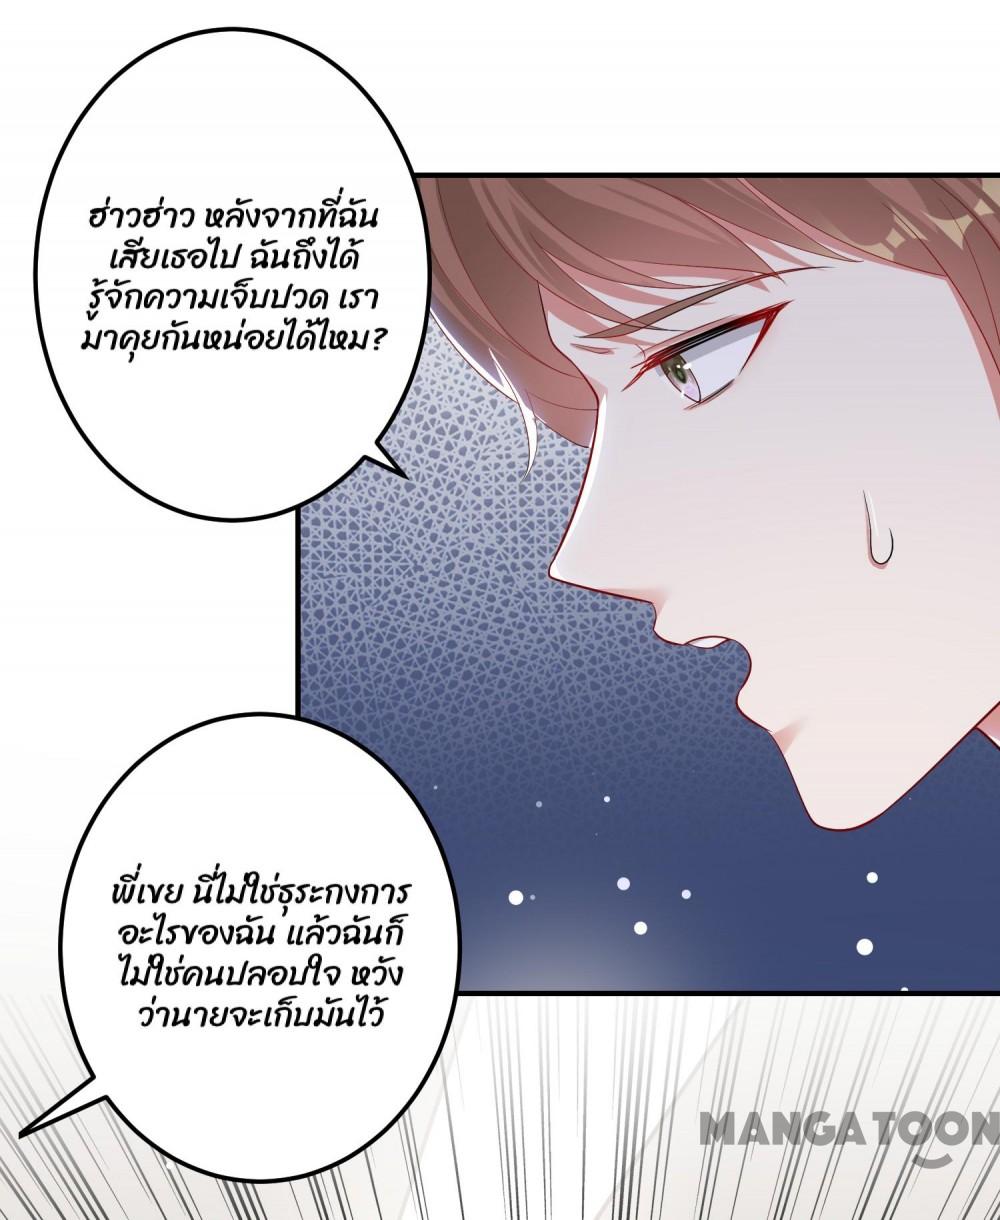 ฮ่าวฮ่าว หลังจากที่ฉัน
เสียเธอไป ฉันถึงได้
รู้จักความเจ็บปวด เรา
มาคุยกันหน่อยได้ไหม?
พี่เขย นี่ไม่ใช่ธุระกงการ
อะไรของฉัน แล้วฉันก็
ไม่ใช่คนปลอบใจ หวัง
ว่านายจะเก็บมันไว้
MANGATOON